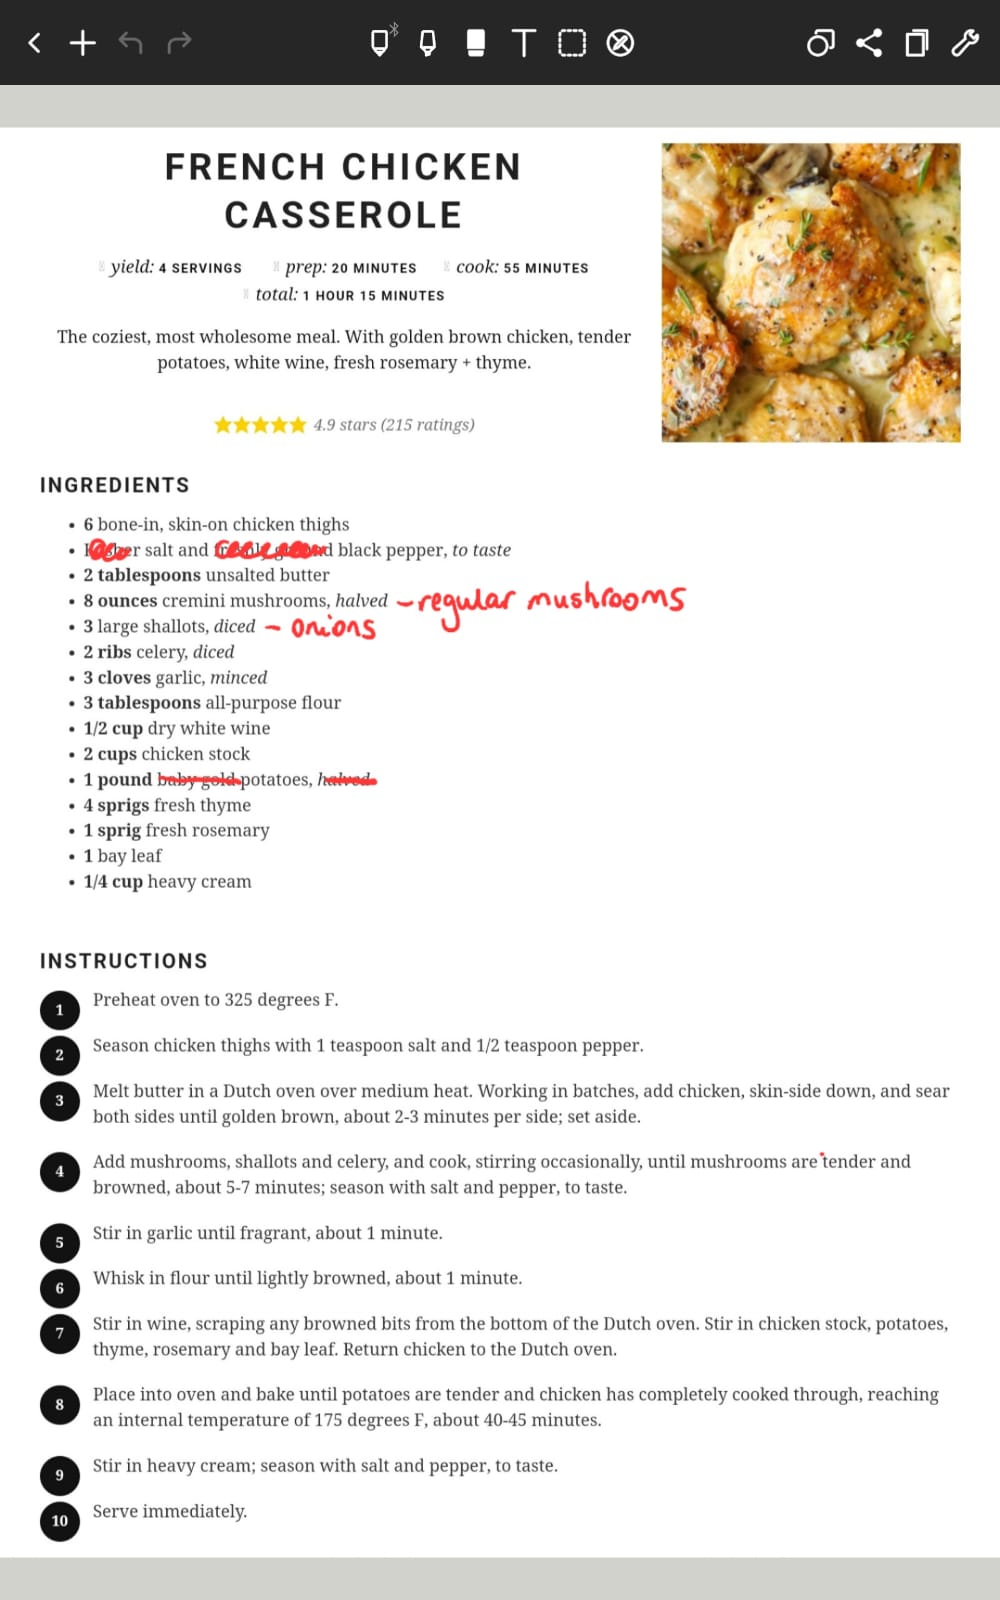 FRENCH CHICKEN
CASSEROLE
yield: 4 SERVINGS prep: 20 MINUTES cook: 55 MINUTES
total: 1 HOUR 15 MINUTES
The coziest, most wholesome meal. With golden brown chicken, tender
potatoes, white wine, fresh rosemary + thyme.
4.9 stars (215 ratings)
INGREDIENTS
• 6 bone-in, skin-on chicken thighs
• Kosher salt and freshly ground black pepper, to taste
• 2 tablespoons unsalted butter
• 8 ounces cremini mushrooms, halved – regular mushrooms
• 3 large shallots, diced – onions
• 2 ribs celery, diced
• 3 cloves garlic, minced
• 3 tablespoons all-purpose flour
• 1/2 cup dry white wine
• 2 cups chicken stock
• 1 pound baby gold potatoes, halved
• 4 sprigs fresh thyme
• 1 sprig fresh rosemary
• 1 bay leaf
• 1/4 cup heavy cream
INSTRUCTIONS
1 Preheat oven to 325 degrees F.
2 Season chicken thighs with 1 teaspoon salt and 1/2 teaspoon pepper.
3 Melt butter in a Dutch oven over medium heat. Working in batches, add chicken, skin-side down, and sear
both sides until golden brown, about 2-3 minutes per side; set aside.
4 Add mushrooms, shallots and celery, and cook, stirring occasionally, until mushrooms are tender and
browned, about 5-7 minutes; season with salt and pepper, to taste.
5 Stir in garlic until fragrant, about 1 minute.
6 Whisk in flour until lightly browned, about 1 minute.
7 Stir in wine, scraping any browned bits from the bottom of the Dutch oven. Stir in chicken stock, potatoes,
thyme, rosemary and bay leaf. Return chicken to the Dutch oven.
8 Place into oven and bake until potatoes are tender and chicken has completely cooked through, reaching
an internal temperature of 175 degrees F, about 40-45 minutes.
9 Stir in heavy cream; season with salt and pepper, to taste.
10 Serve immediately.